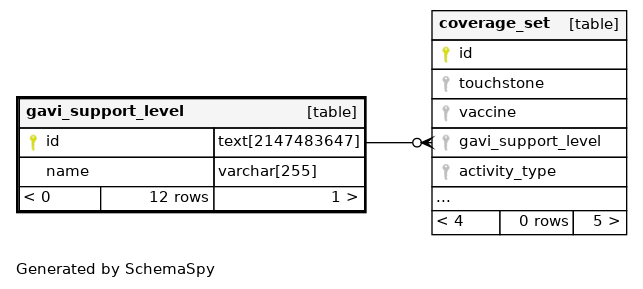 gavi_support_level [table]
id text[2147483647]
name varchar[255]
< 0 12 rows 1 >
coverage_set [table]
id
touchstone
vaccine
gavi_support_level
activity_type
...
< 4 0 rows 5 >
Generated by SchemaSpy